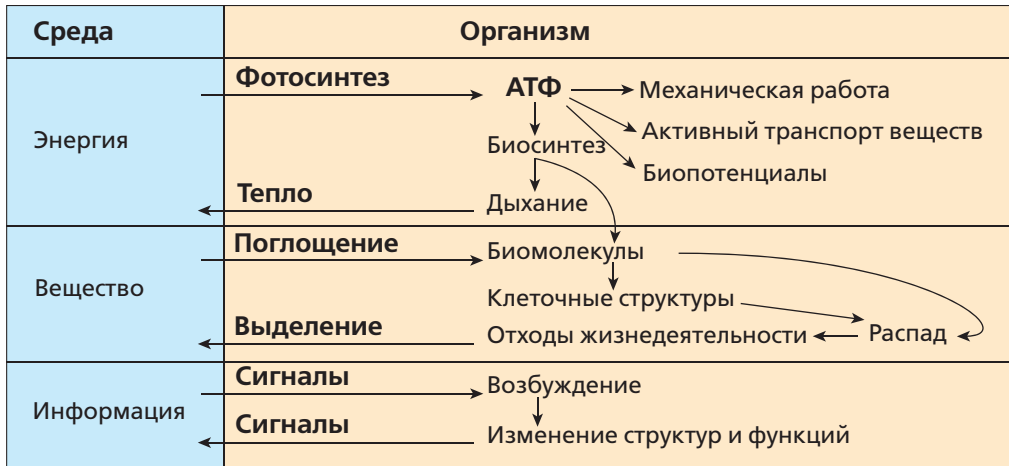 Среда
Организм
Энергия
Фотосинтез
АТФ
Механическая работа
Активный транспорт веществ
Биосинтез
Биопотенциалы
Тепло
Дыхание
Вещество
Поглощение
Биомолекулы
Клеточные структуры
Выделение
Отходы жизнедеятельности
Распад
Информация
Сигналы
Возбуждение
Сигналы
Изменение структур и функций